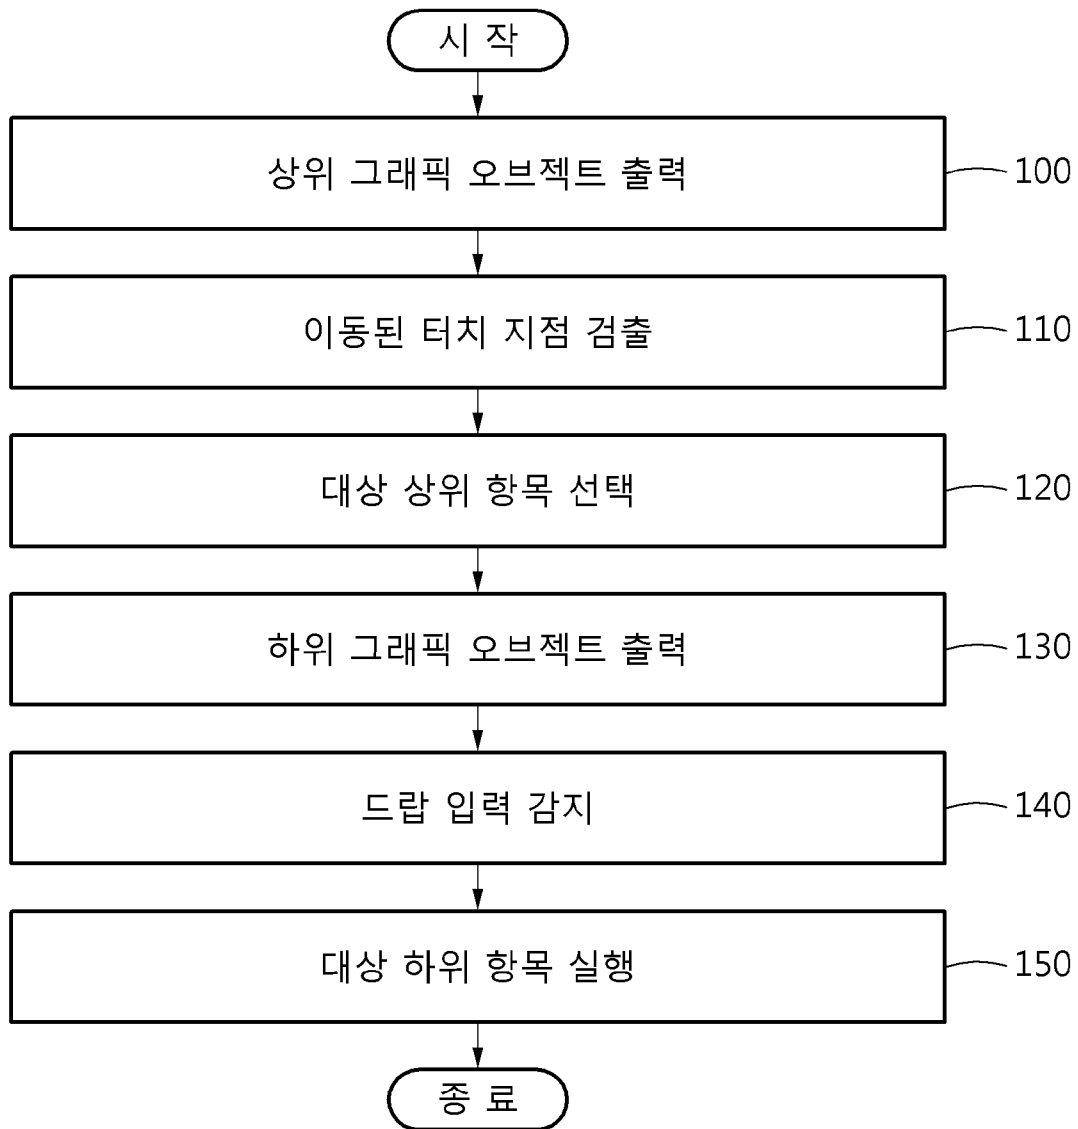 시 작
상위 그래픽 오브젝트 출력
100
이동된 터치 지점 검출
110
대상 상위 항목 선택
120
하위 그래픽 오브젝트 출력
130
드랍 입력 감지
140
대상 하위 항목 실행
150
종 료